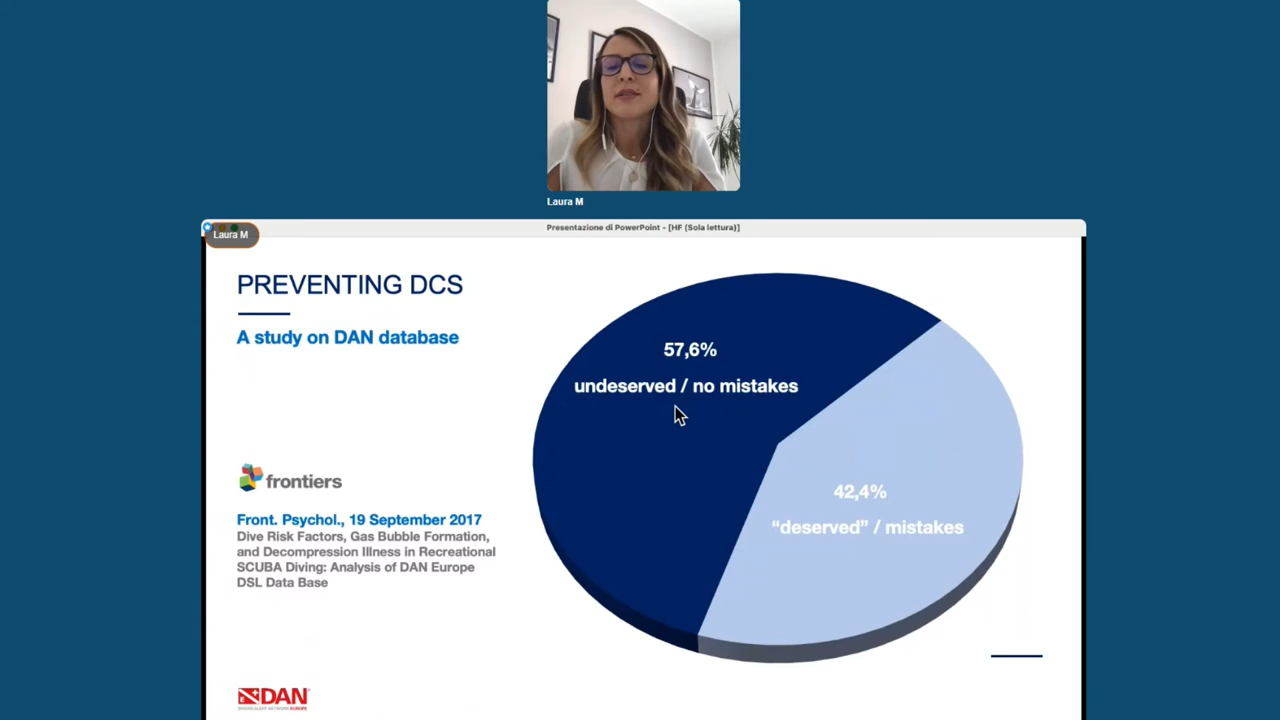 Laura M
Presentazione di PowerPoint - [HF (Sola lettura)]
Laura M
PREVENTING DCS
A study on DAN database
57,6%
undeserved / no mistakes
42,4%
“deserved” / mistakes
frontiers
Front. Psychol., 19 September 2017
Dive Risk Factors, Gas Bubble Formation,
and Decompression Illness in Recreational
SCUBA Diving: Analysis of DAN Europe
DSL Data Base
DAN